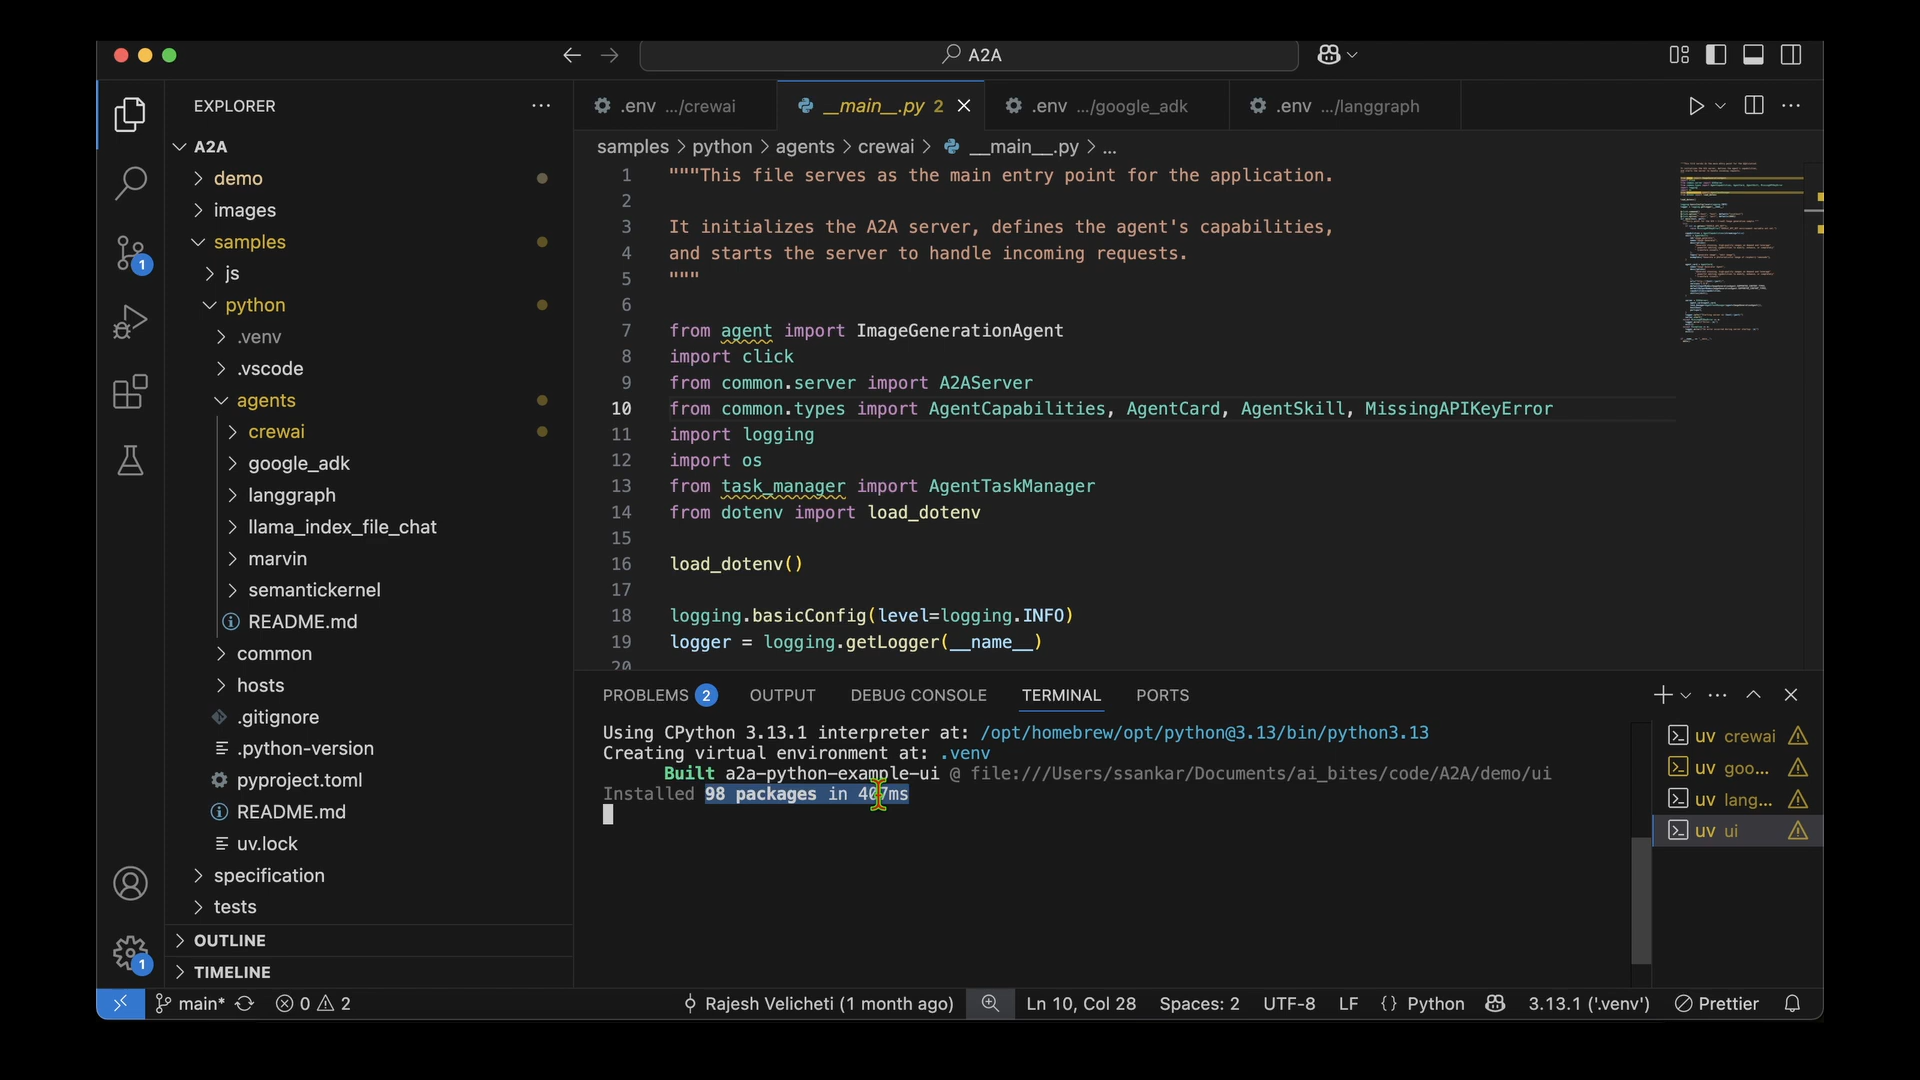 A2A
EXPLORER
A2A
demo
images
samples
js
python
.venv
.vscode
agents
crewai
google_adk
langgraph
llama_index_file_chat
marvin
semantickernel
README.md
common
hosts
.gitignore
.python-version
pyproject.toml
README.md
uv.lock
specification
tests
OUTLINE
TIMELINE
1
1
.env .../crewai
__main__.py 2
.env .../google_adk
.env .../langgraph
samples > python > agents > crewai > __main__.py > ...
1 """This file serves as the main entry point for the application.
2
3 It initializes the A2A server, defines the agent's capabilities,
4 and starts the server to handle incoming requests.
5 """
6
7 from agent import ImageGenerationAgent
8 import click
9 from common.server import A2AServer
10 from common.types import AgentCapabilities, AgentCard, AgentSkill, MissingAPIKeyError
11 import logging
12 import os
13 from task_manager import AgentTaskManager
14 from dotenv import load_dotenv
15
16 load_dotenv()
17
18 logging.basicConfig(level=logging.INFO)
19 logger = logging.getLogger(__name__)
20
PROBLEMS 2 OUTPUT DEBUG CONSOLE TERMINAL PORTS
Using CPython 3.13.1 interpreter at: /opt/homebrew/opt/python@3.13/bin/python3.13
Creating virtual environment at: .venv
Built a2a-python-example-ui @ file:///Users/ssankar/Documents/ai_bites/code/A2A/demo/ui
Installed 98 packages in 407ms
uv crewai
uv goo...
uv lang...
uv ui
main* 0 2 Rajesh Velicheti (1 month ago) Ln 10, Col 28 Spaces: 2 UTF-8 LF {} Python 3.13.1 ('.venv') Prettier